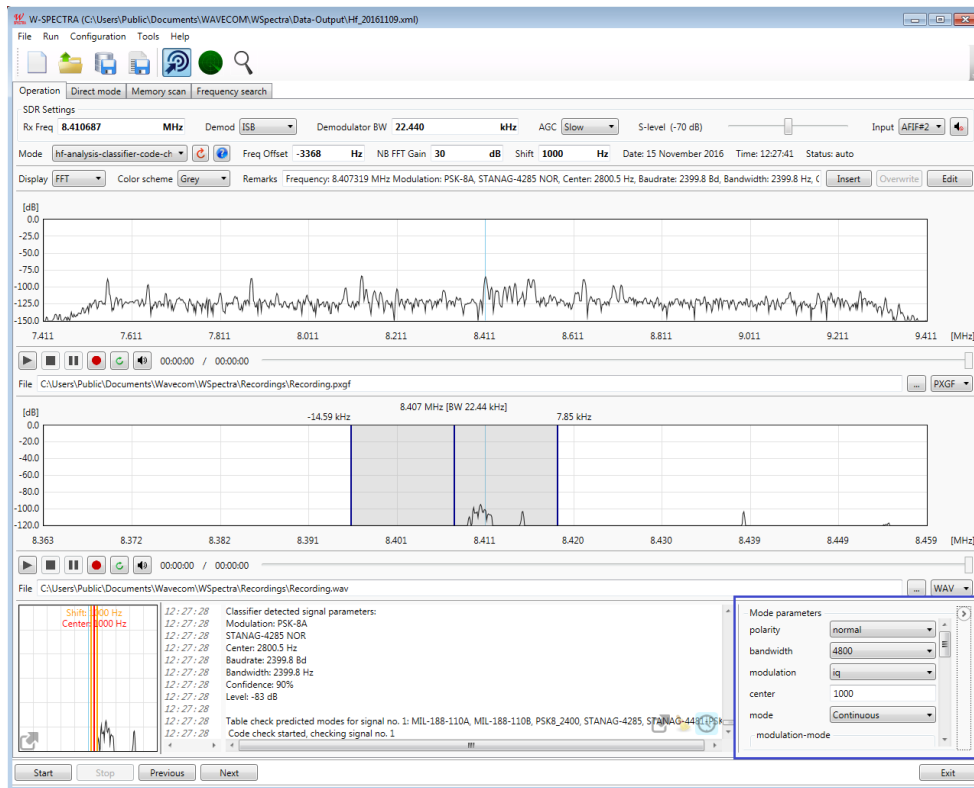 W-SPECTRA (C:\Users\Public\Documents\WAVECOM\WSpectra\Data-Output\Hf_20161109.xml)
File Run Configuration Tools Help
Operation Direct mode Memory scan Frequency search
SDR Settings
Rx Freq 8.410687 MHz Demod ISB Demodulator BW 22.440 kHz AGC Slow S-level (-70 dB) Input AFIF#2
Mode hf-analysis-classifier-code-ch Freq Offset -3368 Hz NB FFT Gain 30 dB Shift 1000 Hz Date: 15 November 2016 Time: 12:27:41 Status: auto
Display FFT Color scheme Grey Remarks Frequency: 8.407319 MHz Modulation: PSK-8A, STANAG-4285 NOR, Center: 2800.5 Hz, Baudrate: 2399.8 Bd, Bandwidth: 2399.8 Hz, Insert Overwrite Edit
[dB]
0.0
-25.0
-50.0
-75.0
-100.0
-125.0
-150.0
7.411 7.611 7.811 8.011 8.211 8.411 8.611 8.811 9.011 9.211 9.411 [MHz]
00:00:00 / 00:00:00
File C:\Users\Public\Documents\Wavecom\WSpectra\Recordings\Recording.pxgf ... PXGF
8.407 MHz [BW 22.44 kHz]
[dB] -14.59 kHz 7.85 kHz
0.0
-20.0
-40.0
-60.0
-80.0
-100.0
-120.0
8.363 8.372 8.382 8.391 8.401 8.411 8.420 8.430 8.439 8.449 8.459 [MHz]
00:00:00 / 00:00:00
File C:\Users\Public\Documents\Wavecom\WSpectra\Recordings\Recording.wav ... WAV
Shift: 1000 Hz
Center: 1000 Hz
12:27:28 Classifier detected signal parameters:
12:27:28 Modulation: PSK-8A
12:27:28 STANAG-4285 NOR
12:27:28 Center: 2800.5 Hz
12:27:28 Baudrate: 2399.8 Bd
12:27:28 Bandwidth: 2399.8 Hz
12:27:28 Confidence: 90%
12:27:28 Level: -83 dB
12:27:28
12:27:28 Table check predicted modes for signal no. 1: MIL-188-110A, MIL-188-110B, PSK8_2400, STANAG-4285, STANAG-4481-PSK
12:27:28 Code check started, checking signal no. 1
Mode parameters
polarity normal
bandwidth 4800
modulation iq
center 1000
mode Continuous
modulation-mode
Start Stop Previous Next Exit